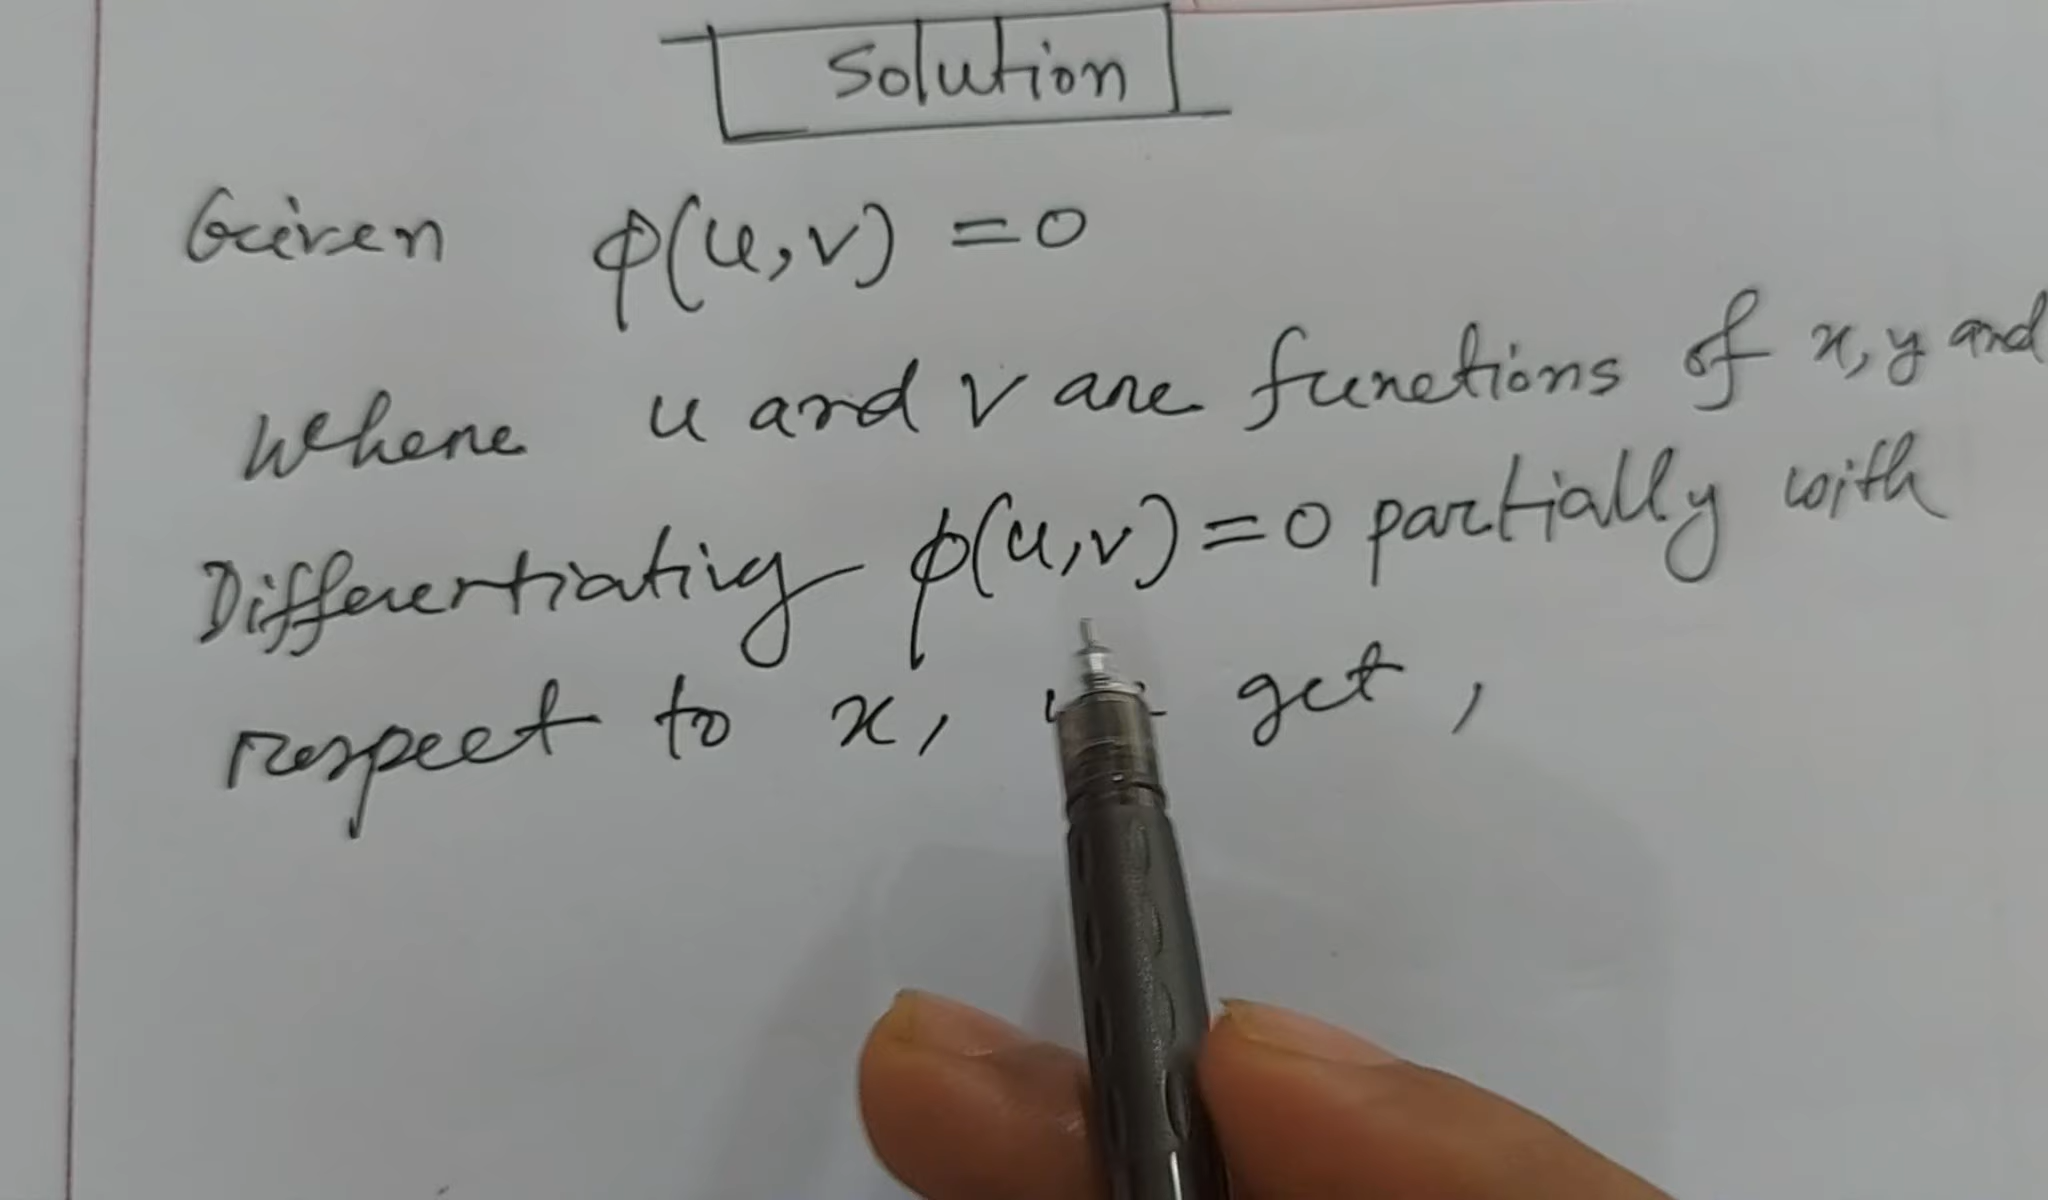 Solution
Given φ(u,v) = 0
Where u and v are functions of x, y and
Differentiating φ(u,v) = 0 partially with
respect to x, get,